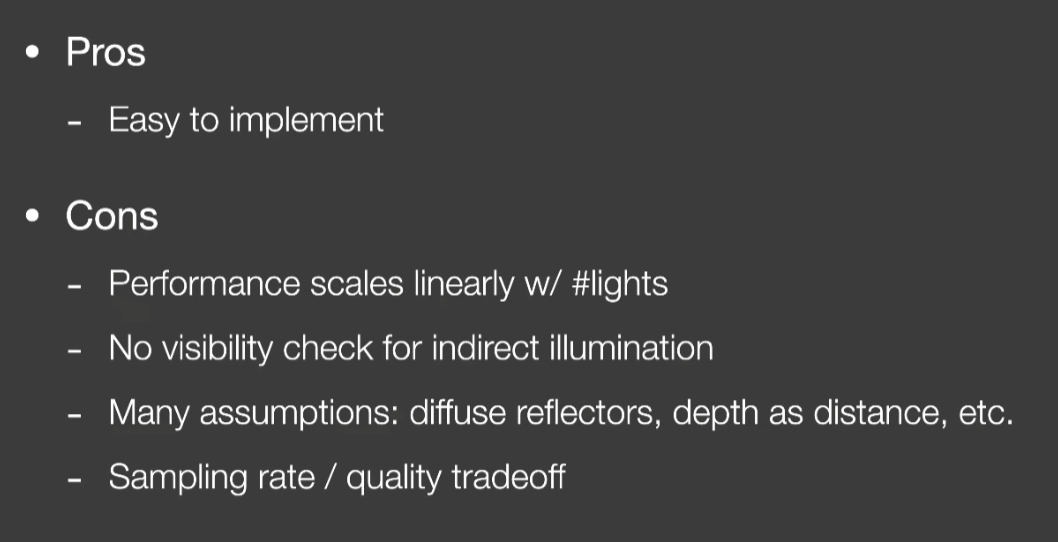 • Pros
- Easy to implement
• Cons
- Performance scales linearly w/ #lights
- No visibility check for indirect illumination
- Many assumptions: diffuse reflectors, depth as distance, etc.
- Sampling rate / quality tradeoff